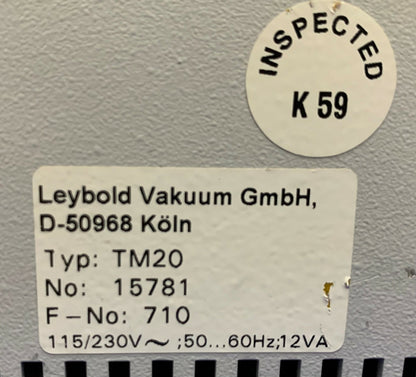 INSPECTED
K 59
Leybold Vakuum GmbH,
D-50968 Köln
Typ: TM20
No: 15781
F-No: 710
115/230V~ ;50...60Hz;12VA